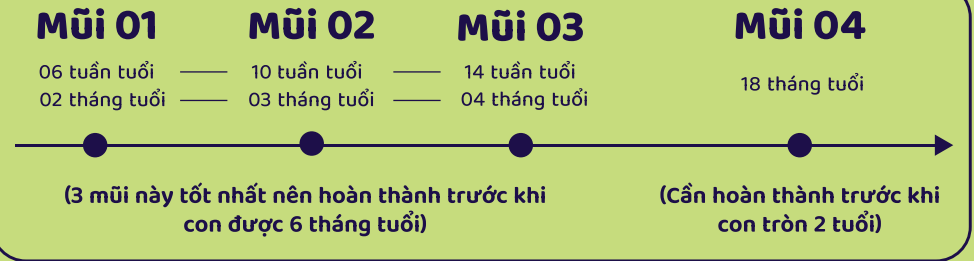 Mũi 01 Mũi 02 Mũi 03 Mũi 04
06 tuần tuổi 10 tuần tuổi 14 tuần tuổi
02 tháng tuổi 03 tháng tuổi 04 tháng tuổi
18 tháng tuổi
(3 mũi này tốt nhất nên hoàn thành trước khi
con được 6 tháng tuổi)
(Cần hoàn thành trước khi
con tròn 2 tuổi)